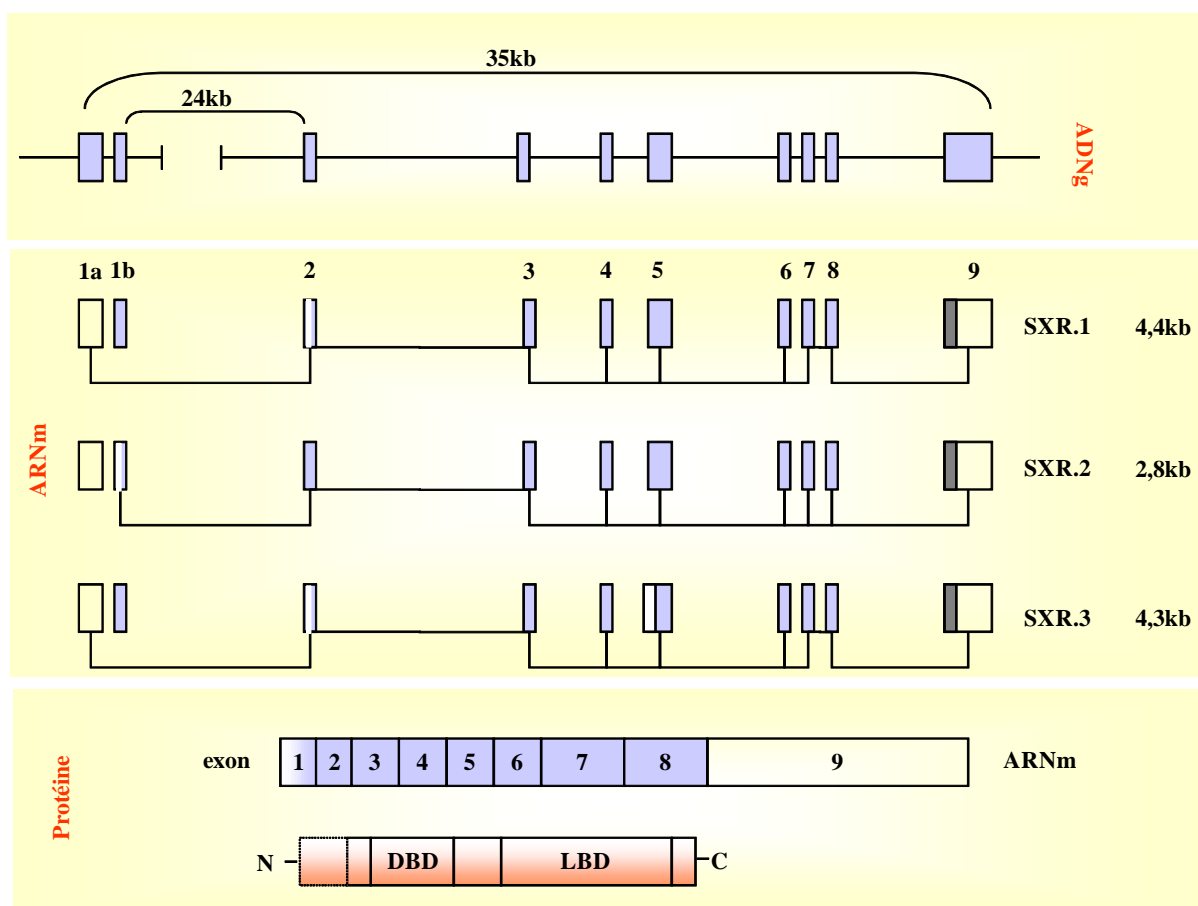 35kb
24kb
ADNg
1a 1b 2 3 4 5 6 7 8 9
SXR.1 4,4kb
ARNm
SXR.2 2,8kb
SXR.3 4,3kb
Protéine
exon 1 2 3 4 5 6 7 8 9 ARNm
N DBD LBD C